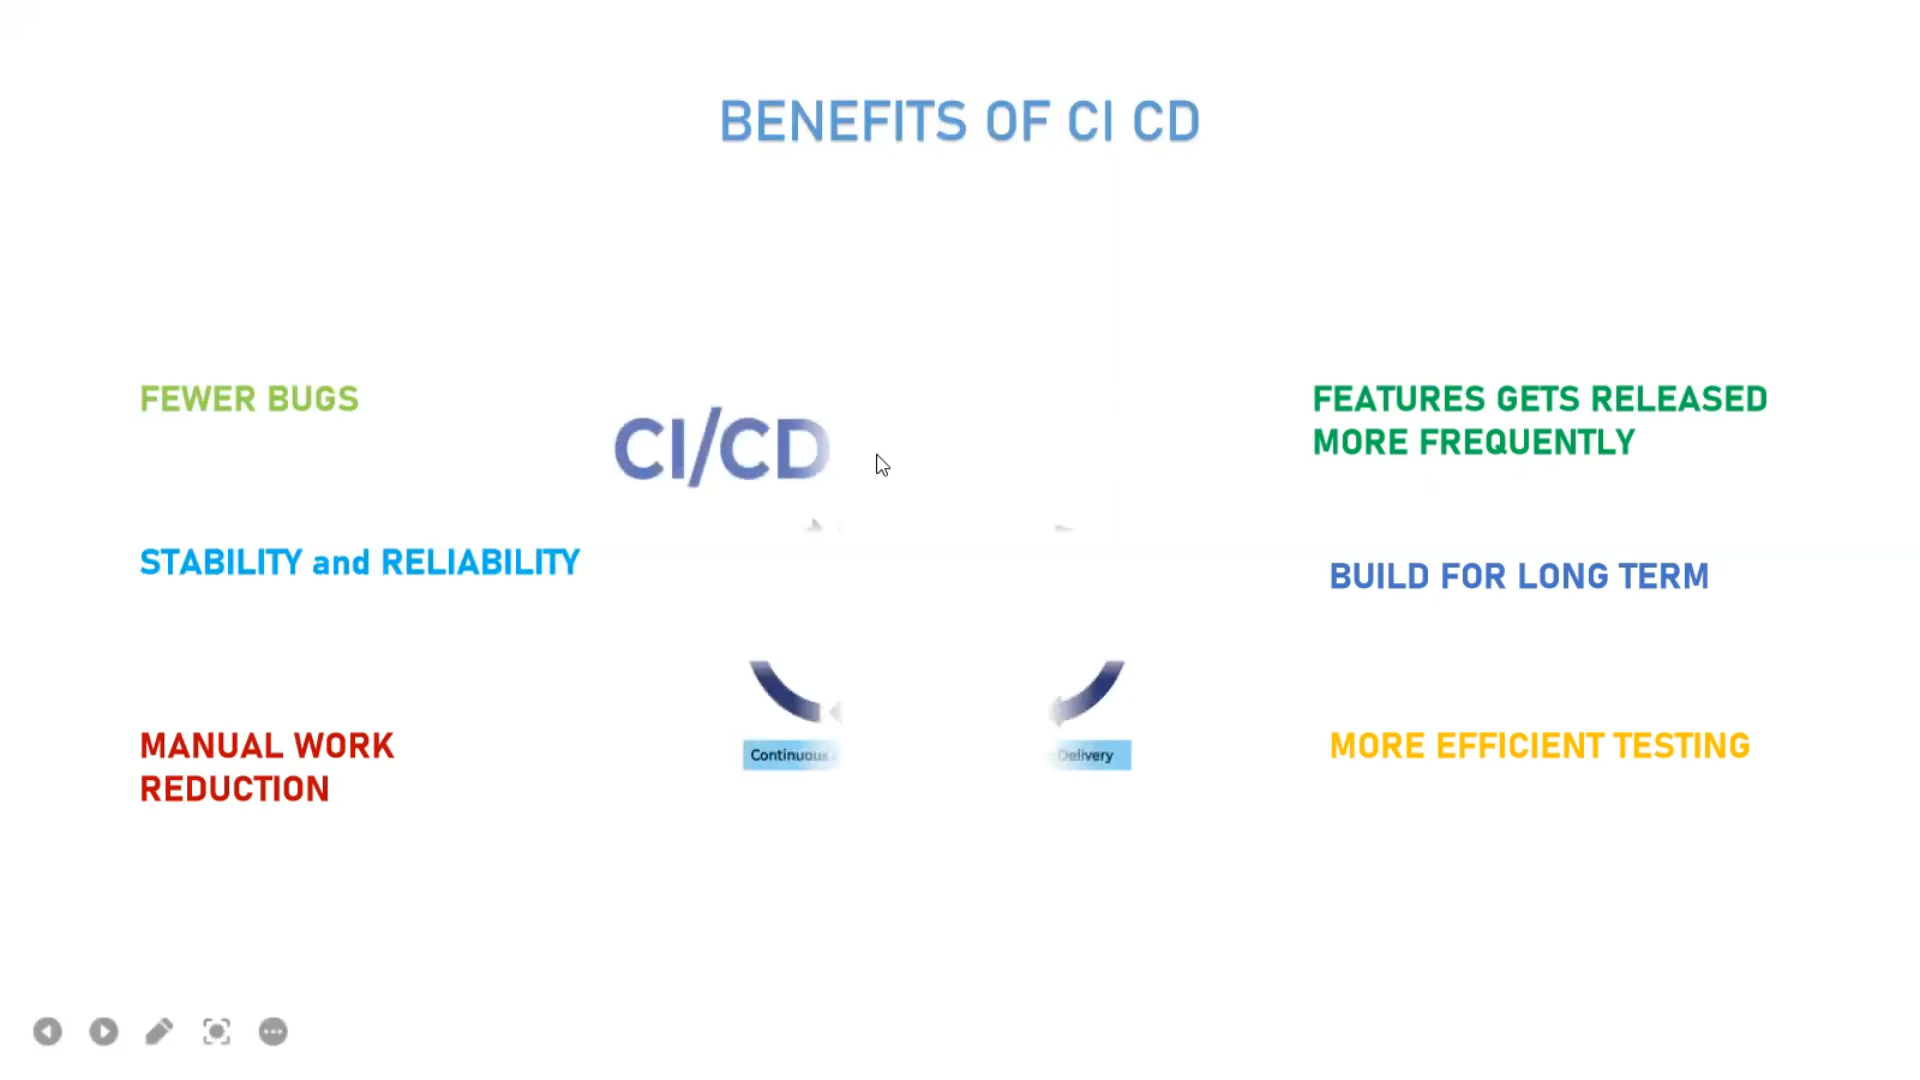 BENEFITS OF CI CD
FEWER BUGS
STABILITY and RELIABILITY
MANUAL WORK
REDUCTION
CI/CD
Continuous
Delivery
FEATURES GETS RELEASED
MORE FREQUENTLY
BUILD FOR LONG TERM
MORE EFFICIENT TESTING